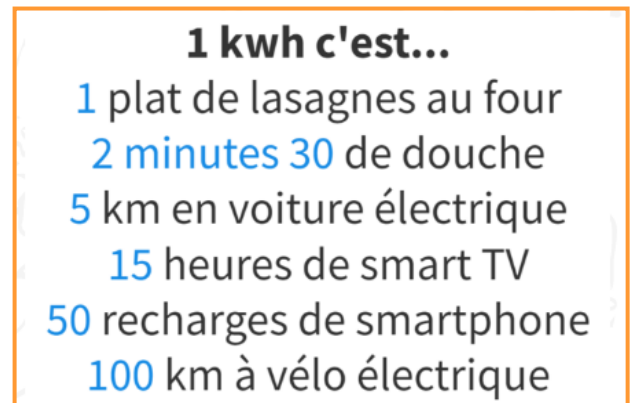 1 kwh c'est...
1 plat de lasagnes au four
2 minutes 30 de douche
5 km en voiture électrique
15 heures de smart TV
50 recharges de smartphone
100 km à vélo électrique